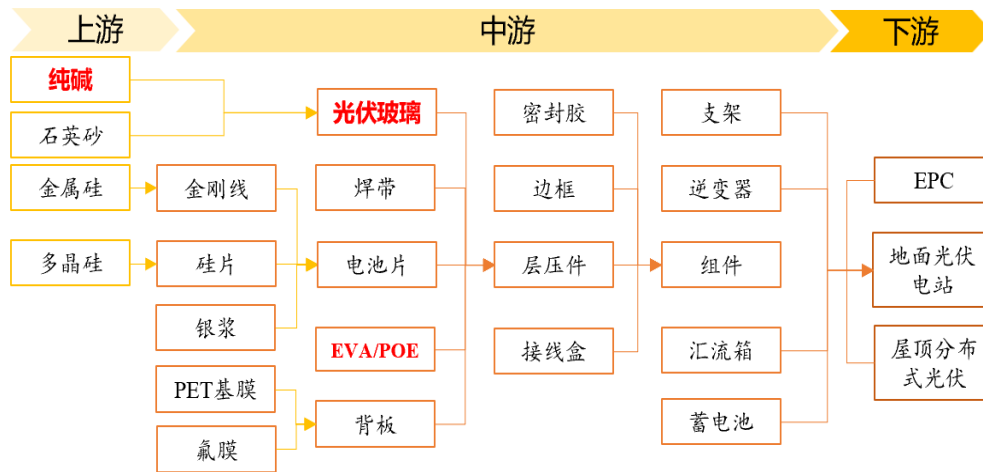 上游
中游
下游
纯碱
石英砂
金属硅
多晶硅
金刚线
硅片
银浆
PET基膜
氟膜
光伏玻璃
焊带
电池片
EVA/POE
背板
密封胶
边框
层压件
接线盒
支架
逆变器
组件
汇流箱
蓄电池
EPC
地面光伏
电站
屋顶分布
式光伏